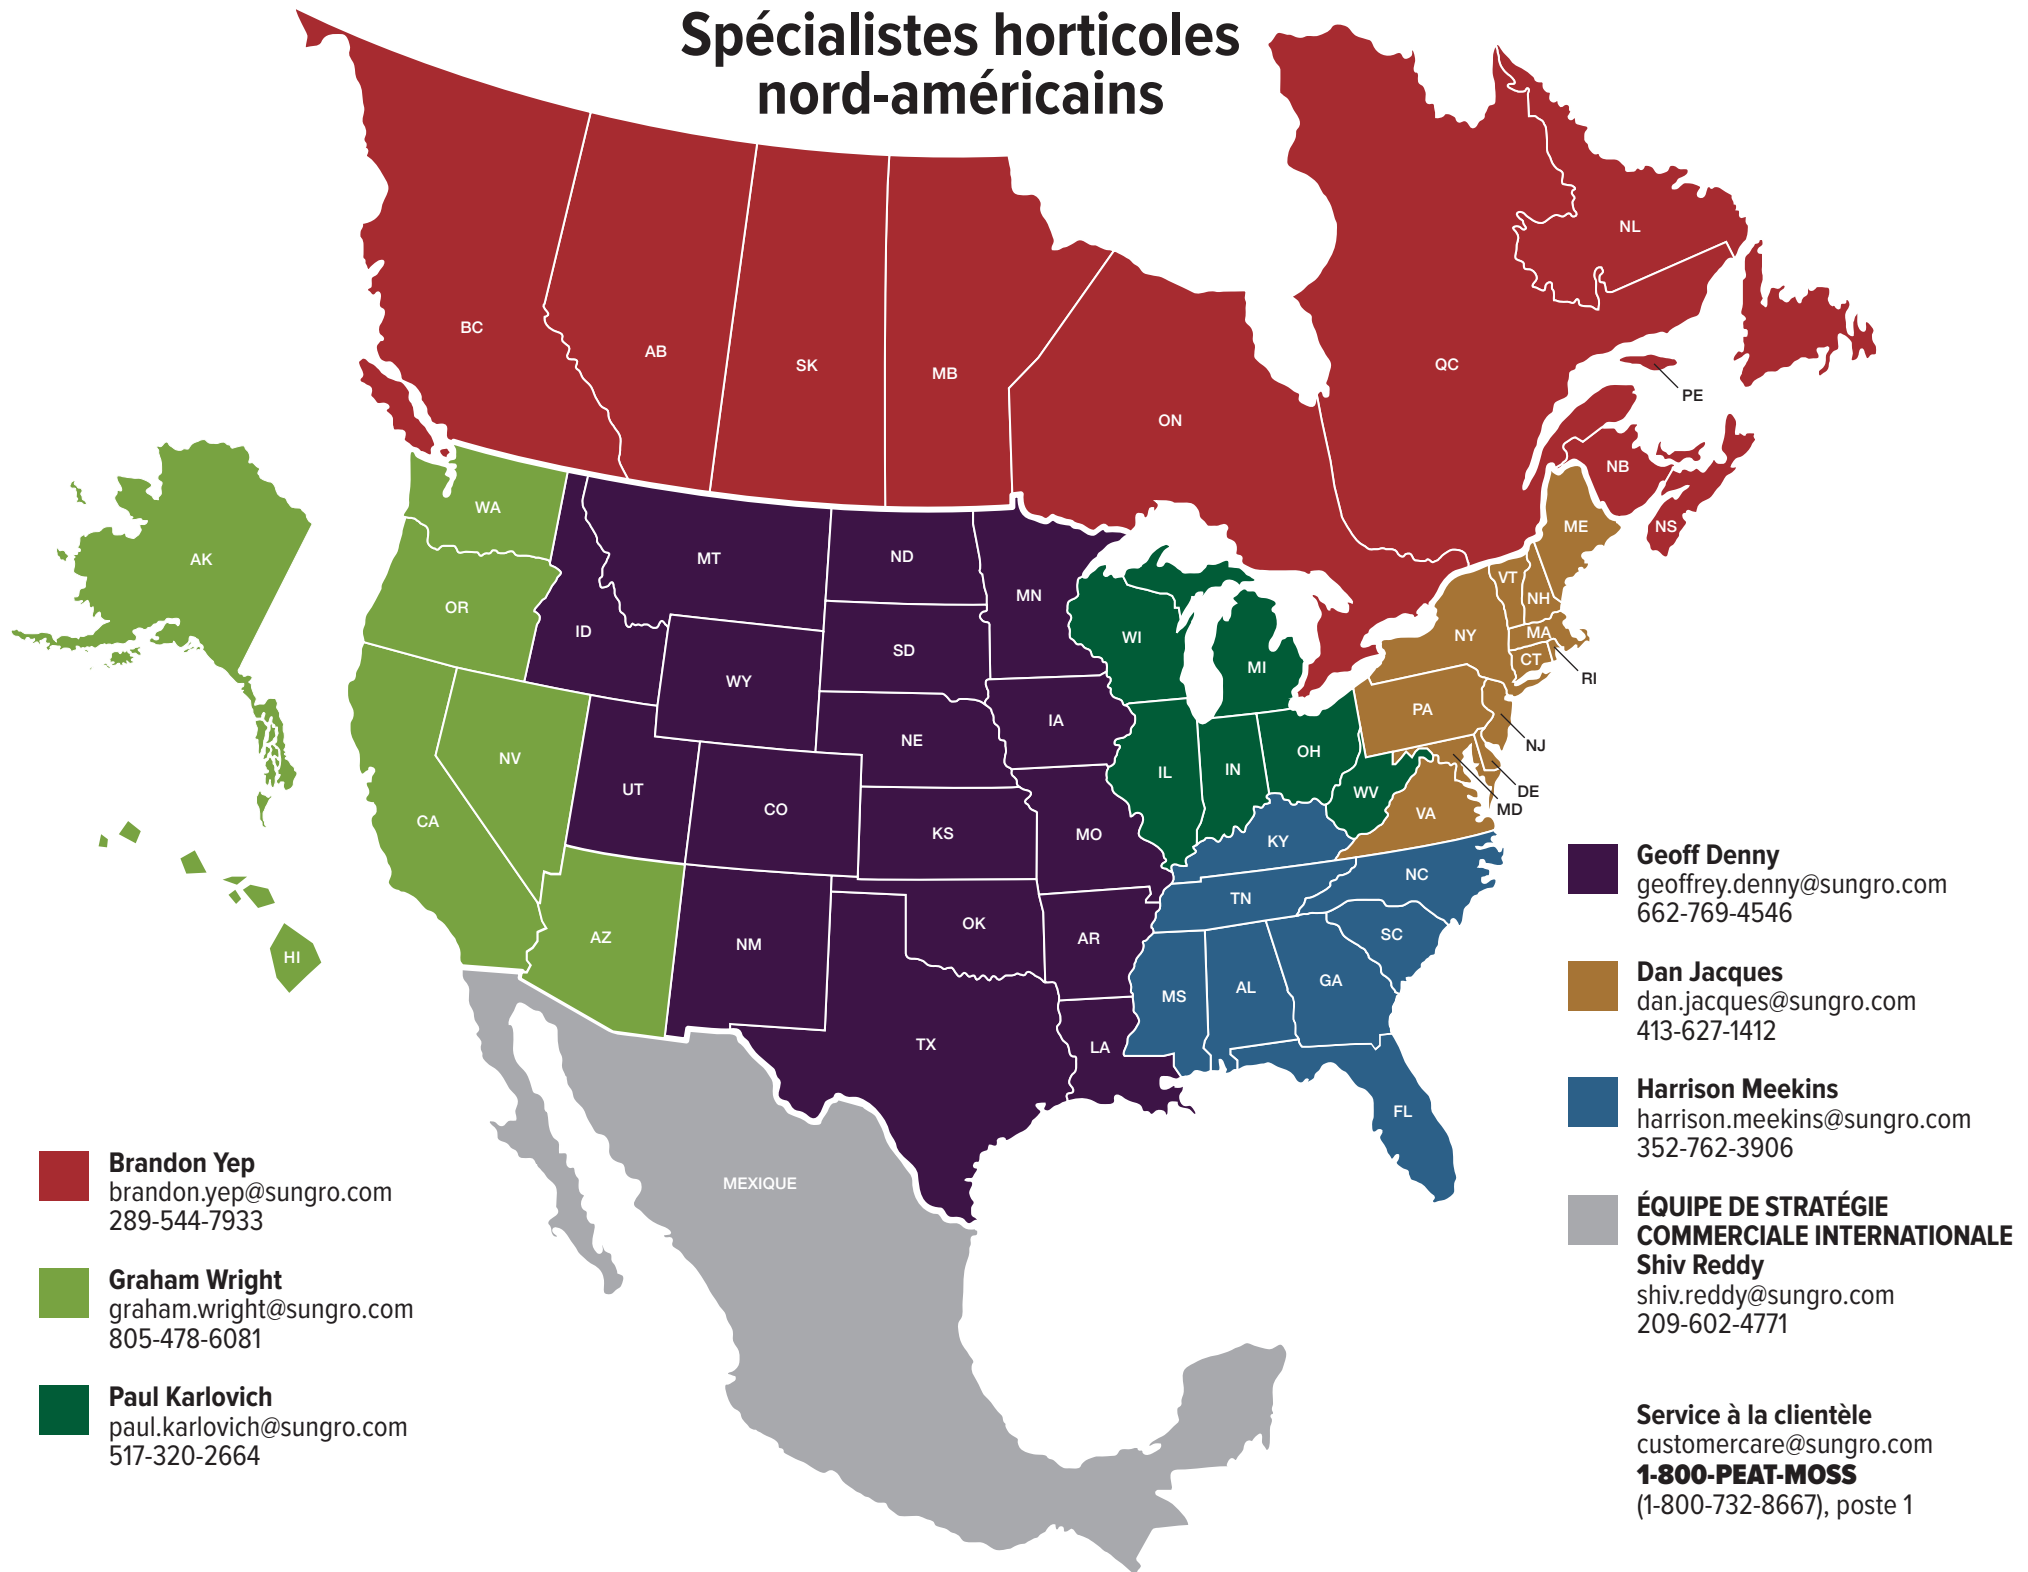 Spécialistes horticoles
nord-américains
NL
BC
AB
SK
MB
QC
PE
ON
NB
NS
WA
ME
AK
MT
ND
VT
NH
OR
MN
ID
WI
NY
MA
SD
CT
MI
RI
WY
PA
IA
NE
NJ
NV
OH
UT
IL
IN
WV
DE
CO
MD
CA
KS
MO
KY
VA
NC
TN
OK
AZ
NM
AR
SC
HI
MS
AL
GA
TX
LA
FL
MEXIQUE
Brandon Yep
brandon.yep@sungro.com
289-544-7933
Graham Wright
graham.wright@sungro.com
805-478-6081
Paul Karlovich
paul.karlovich@sungro.com
517-320-2664
Geoff Denny
geoffrey.denny@sungro.com
662-769-4546
Dan Jacques
dan.jacques@sungro.com
413-627-1412
Harrison Meekins
harrison.meekins@sungro.com
352-762-3906
ÉQUIPE DE STRATÉGIE
COMMERCIALE INTERNATIONALE
Shiv Reddy
shiv.reddy@sungro.com
209-602-4771
Service à la clientèle
customercare@sungro.com
1-800-PEAT-MOSS
(1-800-732-8667), poste 1